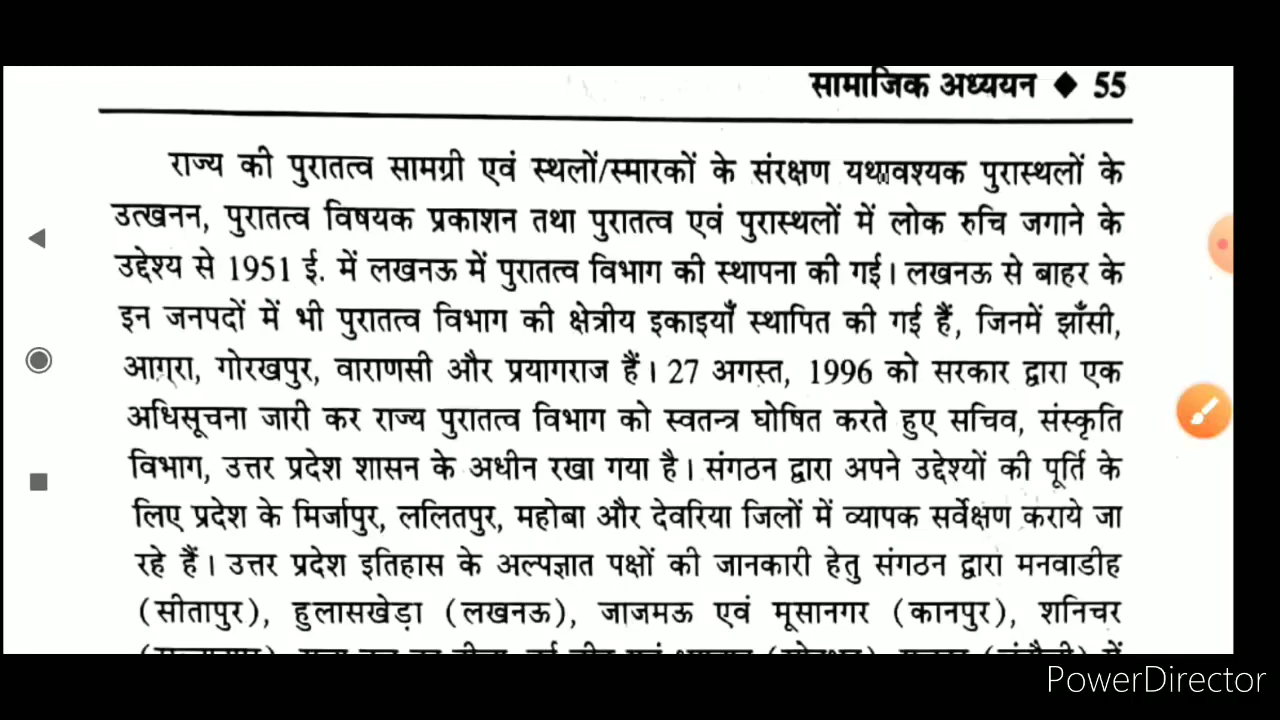 सामाजिक अध्ययन ◆ 55
राज्य की पुरातत्व सामग्री एवं स्थलों/स्मारकों के संरक्षण यथावश्यक पुरास्थलों के
उत्खनन, पुरातत्व विषयक प्रकाशन तथा पुरातत्व एवं पुरास्थलों में लोक रुचि जगाने के
उद्देश्य से 1951 ई. में लखनऊ में पुरातत्व विभाग की स्थापना की गई। लखनऊ से बाहर के
इन जनपदों में भी पुरातत्व विभाग की क्षेत्रीय इकाइयाँ स्थापित की गई हैं, जिनमें झाँसी,
आगरा, गोरखपुर, वाराणसी और प्रयागराज हैं। 27 अगस्त, 1996 को सरकार द्वारा एक
अधिसूचना जारी कर राज्य पुरातत्व विभाग को स्वतन्त्र घोषित करते हुए सचिव, संस्कृति
विभाग, उत्तर प्रदेश शासन के अधीन रखा गया है। संगठन द्वारा अपने उद्देश्यों की पूर्ति के
लिए प्रदेश के मिर्जापुर, ललितपुर, महोबा और देवरिया जिलों में व्यापक सर्वेक्षण कराये जा
रहे हैं। उत्तर प्रदेश इतिहास के अल्पज्ञात पक्षों की जानकारी हेतु संगठन द्वारा मनवाडीह
(सीतापुर), हुलासखेड़ा (लखनऊ), जाजमऊ एवं मूसानगर (कानपुर), शनिचर
PowerDirector